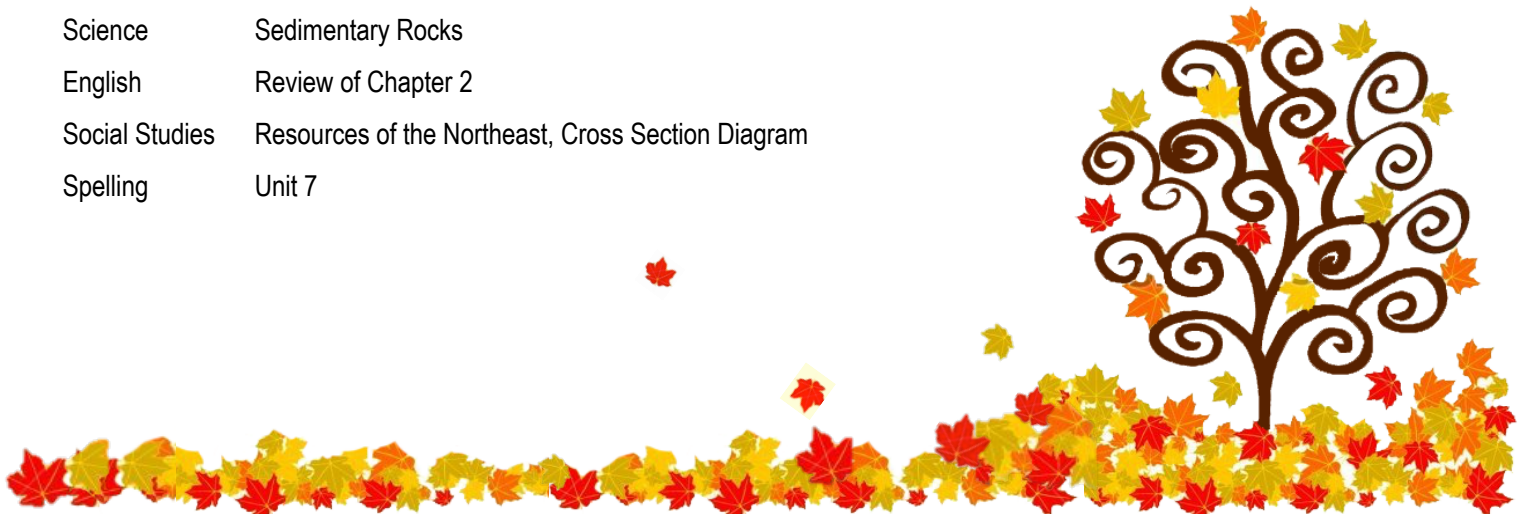 Science Sedimentary Rocks
English Review of Chapter 2
Social Studies Resources of the Northeast, Cross Section Diagram
Spelling Unit 7